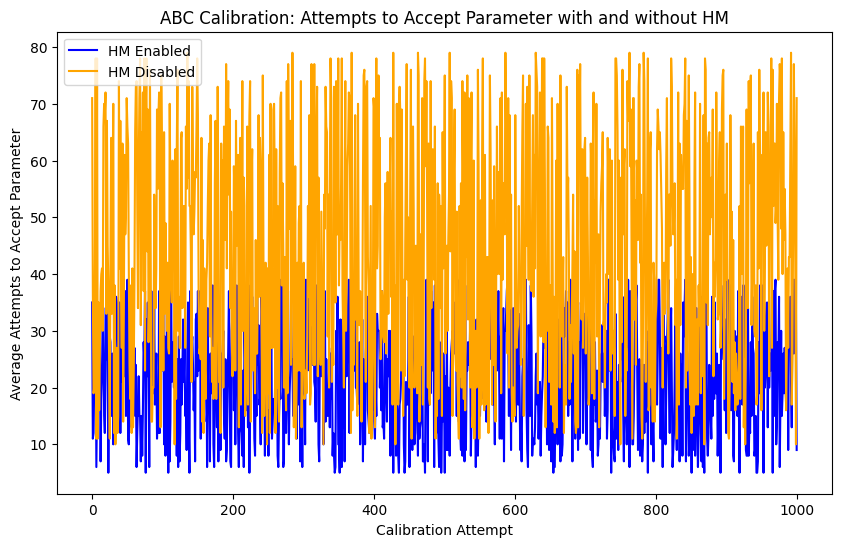 ABC Calibration: Attempts to Accept Parameter with and without HM
HM Enabled
HM Disabled
Average Attempts to Accept Parameter
80
70
60
50
40
30
20
10
0
200
400
600
800
1000
Calibration Attempt